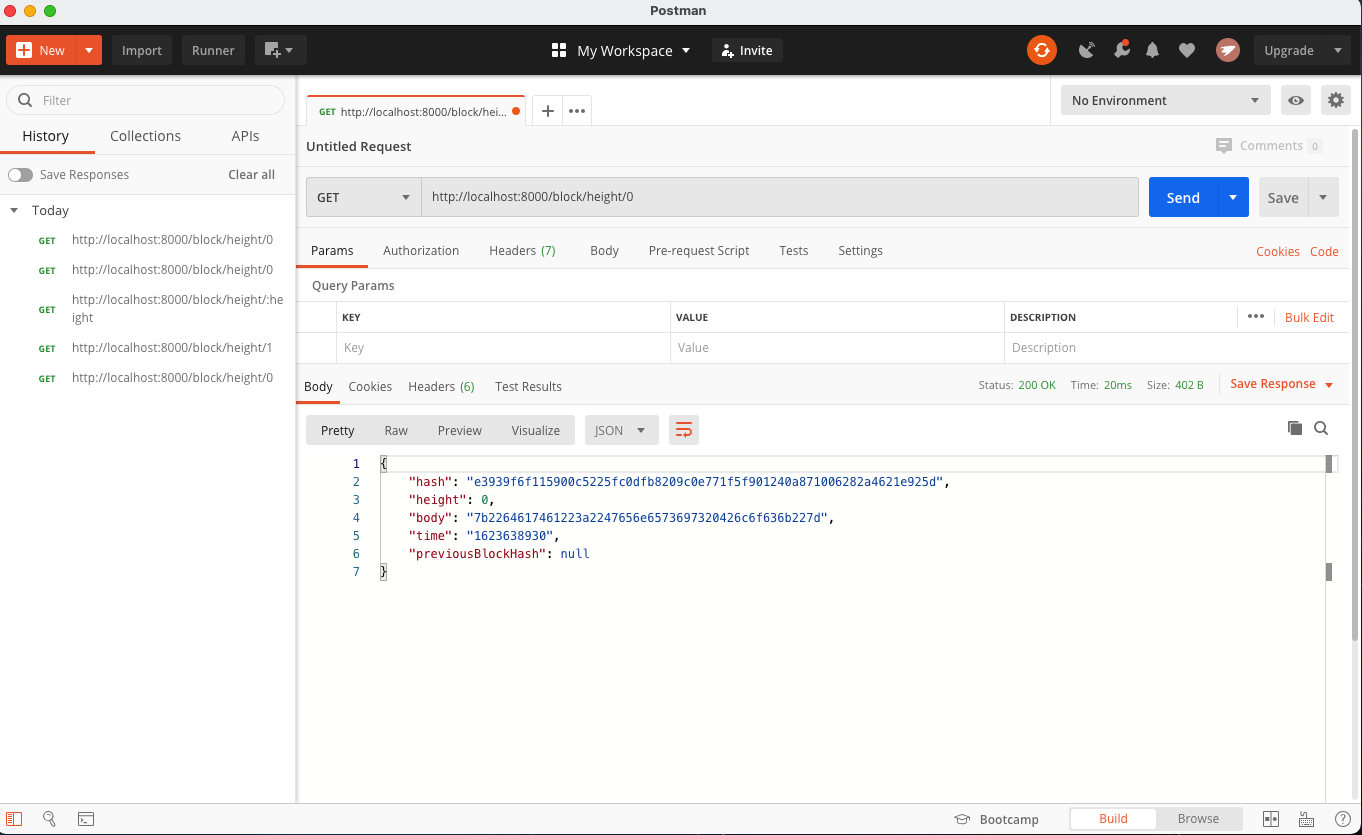 Postman
New
Import
Runner
My Workspace
Invite
Upgrade
Filter
History
Collections
APIs
Save Responses
Clear all
Today
GET http://localhost:8000/block/height/0
GET http://localhost:8000/block/height/0
GET http://localhost:8000/block/height/:he
ight
GET http://localhost:8000/block/height/1
GET http://localhost:8000/block/height/0
GET http://localhost:8000/block/hei...
No Environment
Untitled Request
Comments 0
GET
http://localhost:8000/block/height/0
Send
Save
Params
Authorization
Headers (7)
Body
Pre-request Script
Tests
Settings
Cookies
Code
Query Params
KEY
VALUE
DESCRIPTION
Bulk Edit
Key
Value
Description
Body
Cookies
Headers (6)
Test Results
Status: 200 OK
Time: 20ms
Size: 402 B
Save Response
Pretty
Raw
Preview
Visualize
JSON
1 {
2 "hash": "e3939f6f115900c5225fc0dfb8209c0e771f5f901240a871006282a4621e925d",
3 "height": 0,
4 "body": "7b2264617461223a2247656e6573697320426c6f636b227d",
5 "time": "1623638930",
6 "previousBlockHash": null
7 }
Bootcamp
Build
Browse